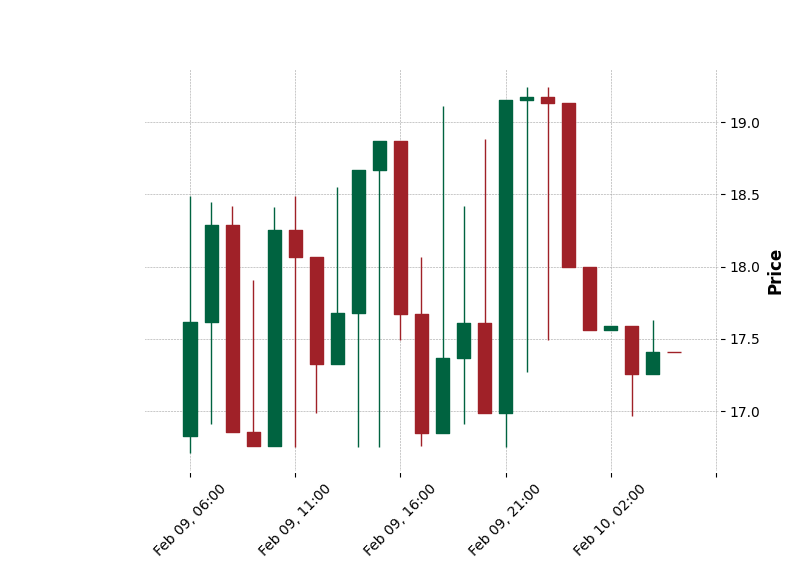 19.0
18.5
18.0
17.5
17.0
Price
Feb 09, 06:00
Feb 09, 11:00
Feb 09, 16:00
Feb 09, 21:00
Feb 10, 02:00